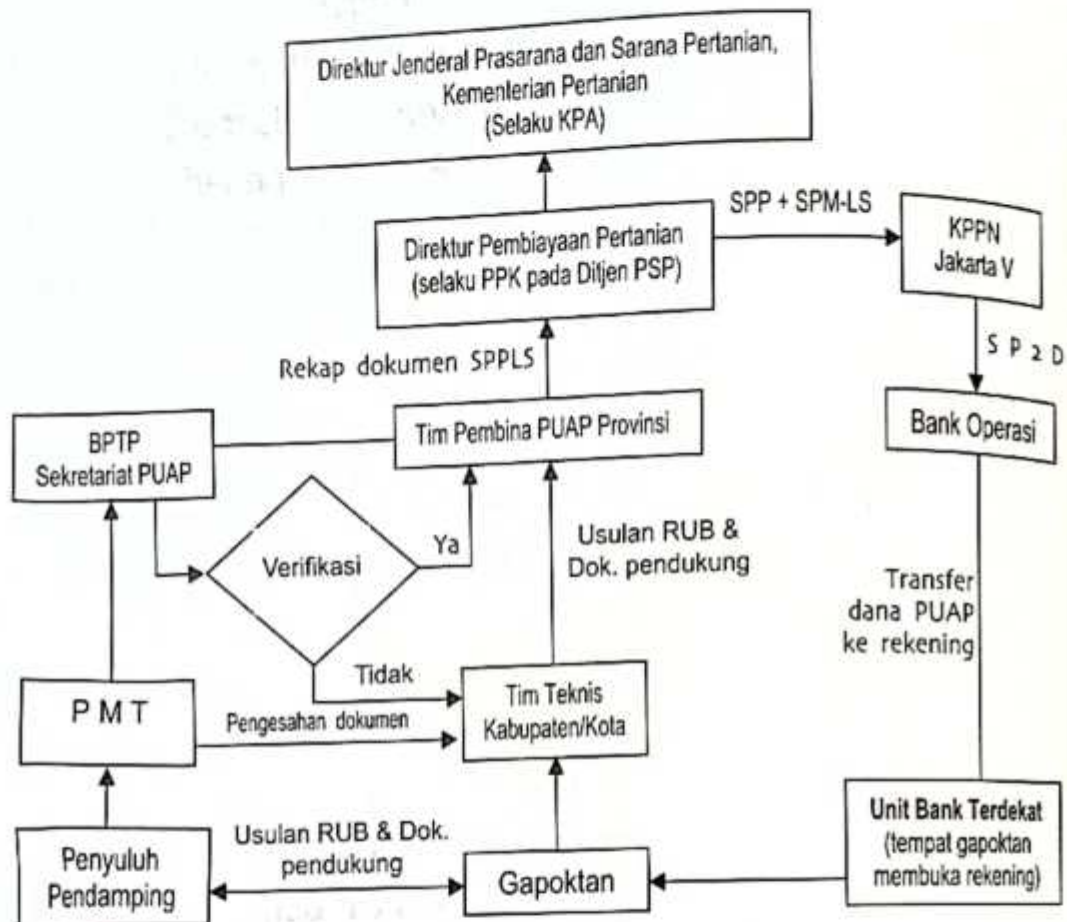 Direktur Jenderal Prasarana dan Sarana Pertanian,
Kementerian Pertanian
(Selaku KPA)
SPP + SPM-LS
Direktur Pembiayaan Pertanian
(selaku PPK pada Ditjen PSP)
KPPN
Jakarta V
S P 2 D
Rekap dokumen SPPLS
BPTP
Sekretariat PUAP
Tim Pembina PUAP Provinsi
Bank Operasi
Verifikasi
Ya
Usulan RUB &
Dok. pendukung
Transfer
dana PUAP
ke rekening
Tidak
P M T
Pengesahan dokumen
Tim Teknis
Kabupaten/Kota
Unit Bank Terdekat
(tempat gapoktan
membuka rekening)
Usulan RUB & Dok.
pendukung
Penyuluh
Pendamping
Gapoktan